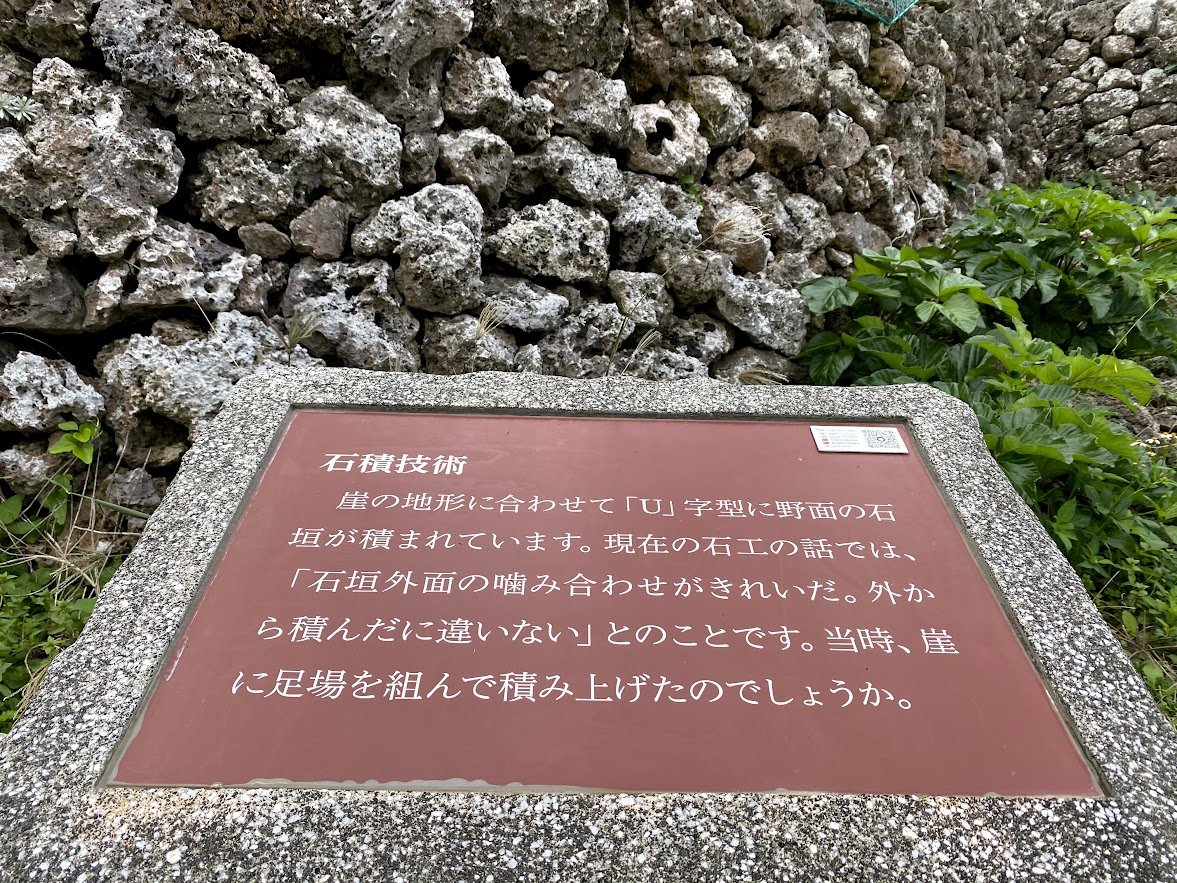 石積技術
崖の地形に合わせて「U」字型に野面の石
垣が積まれています。現在の石工の話では、
「石垣外面の噛み合わせがきれいだ。外か
ら積んだに違いない」とのことです。当時、崖
に足場を組んで積み上げたのでしょうか。